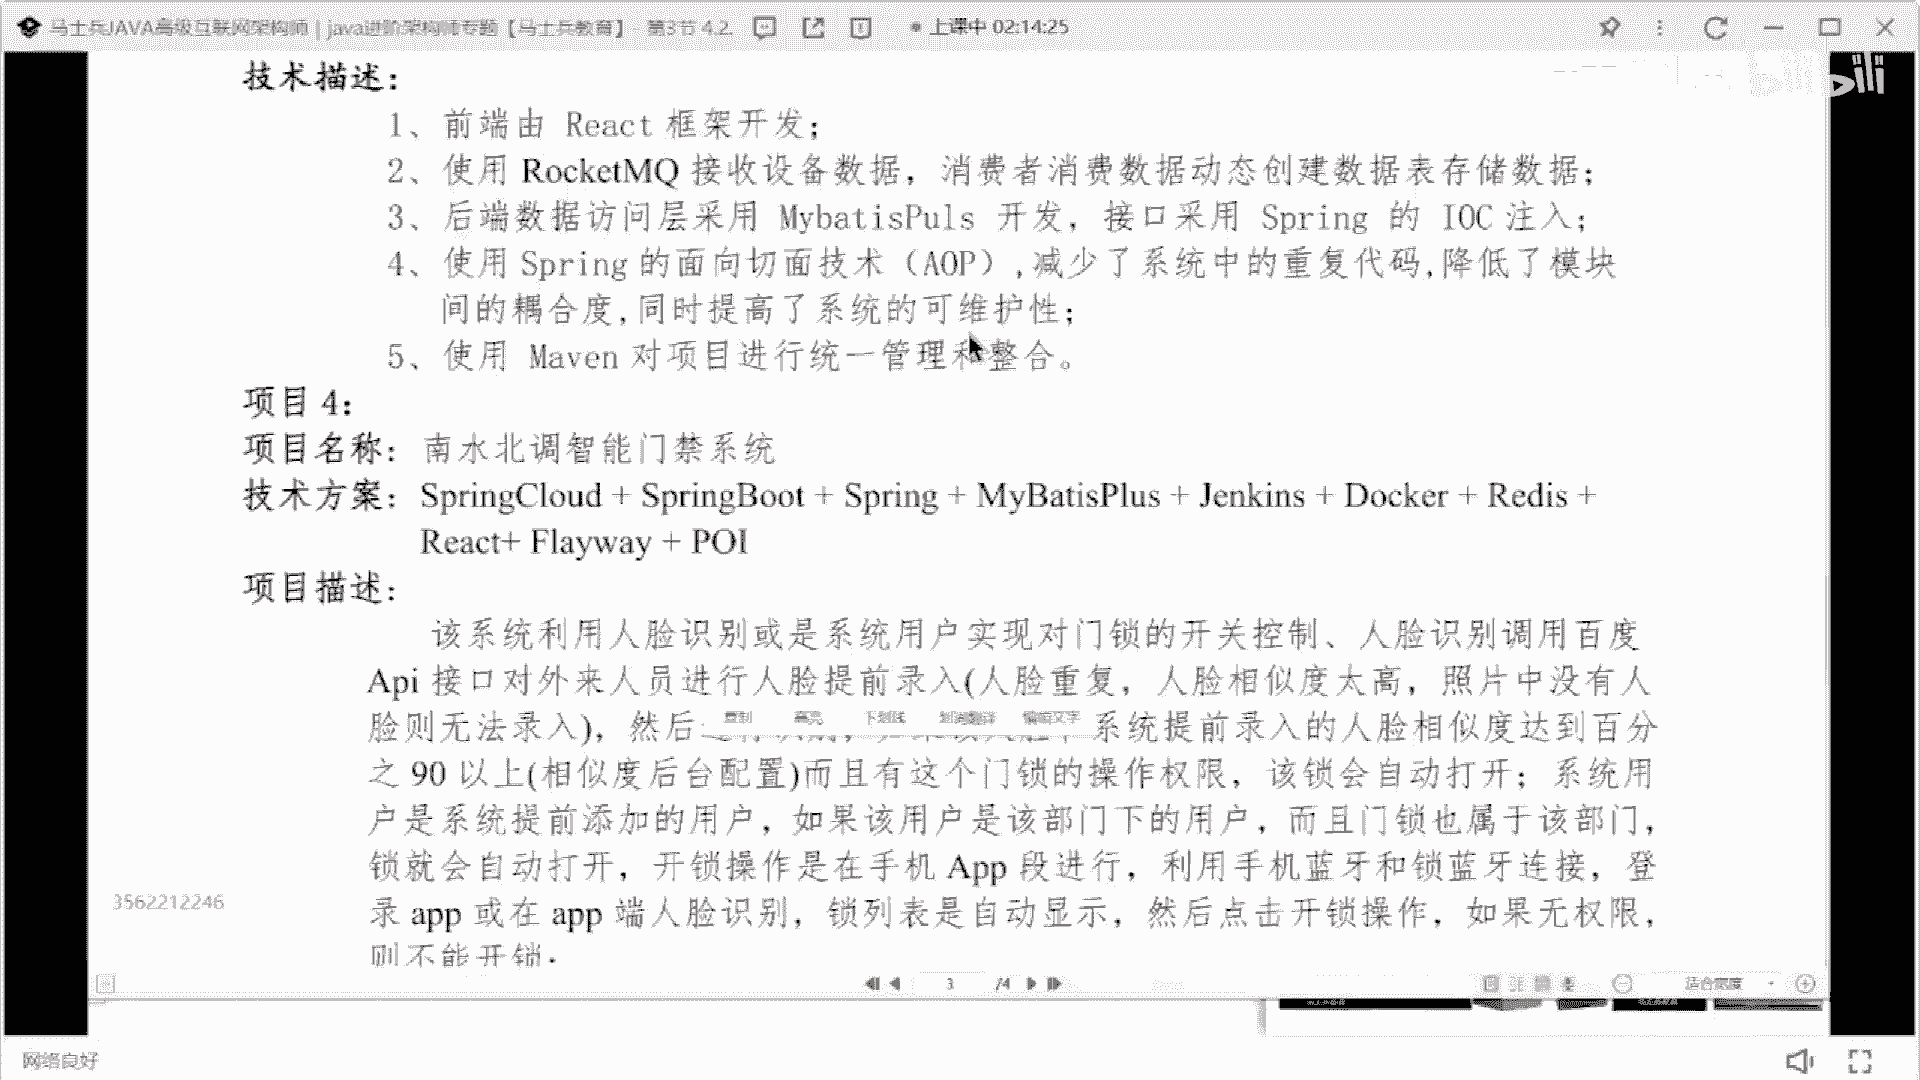 马士兵JAVA高级互联网架构师 | java进阶架构师专题【马士兵教育】 - 第3节 4.2.
上课中 02:14:25
bilibili
技术描述：
1、前端由 React 框架开发；
2、使用 RocketMQ 接收设备数据，消费者消费数据动态创建数据表存储数据；
3、后端数据访问层采用 MybatisPuls 开发，接口采用 Spring 的 IOC 注入；
4、使用 Spring 的面向切面技术（AOP）,减少了系统中的重复代码,降低了模块
间的耦合度,同时提高了系统的可维护性；
5、使用 Maven 对项目进行统一管理和整合。
项目 4：
项目名称：南水北调智能门禁系统
技术方案：SpringCloud + SpringBoot + Spring + MyBatisPlus + Jenkins + Docker + Redis +
React+ Flayway + POI
项目描述：
该系统利用人脸识别或是系统用户实现对门锁的开关控制、人脸识别调用百度
Api 接口对外来人员进行人脸提前录入(人脸重复，人脸相似度太高，照片中没有人
脸则无法录入)，然后 系统提前录入的人脸相似度达到百分
复制 高亮 下划线 划词翻译 编辑文字
之 90 以上(相似度后台配置)而且有这个门锁的操作权限，该锁会自动打开；系统用
户是系统提前添加的用户，如果该用户是该部门下的用户，而且门锁也属于该部门，
锁就会自动打开，开锁操作是在手机 App 段进行，利用手机蓝牙和锁蓝牙连接，登
录 app 或在 app 端人脸识别，锁列表是自动显示，然后点击开锁操作，如果无权限，
则不能开锁.
3562212246
3 /4
适合宽度
网络良好